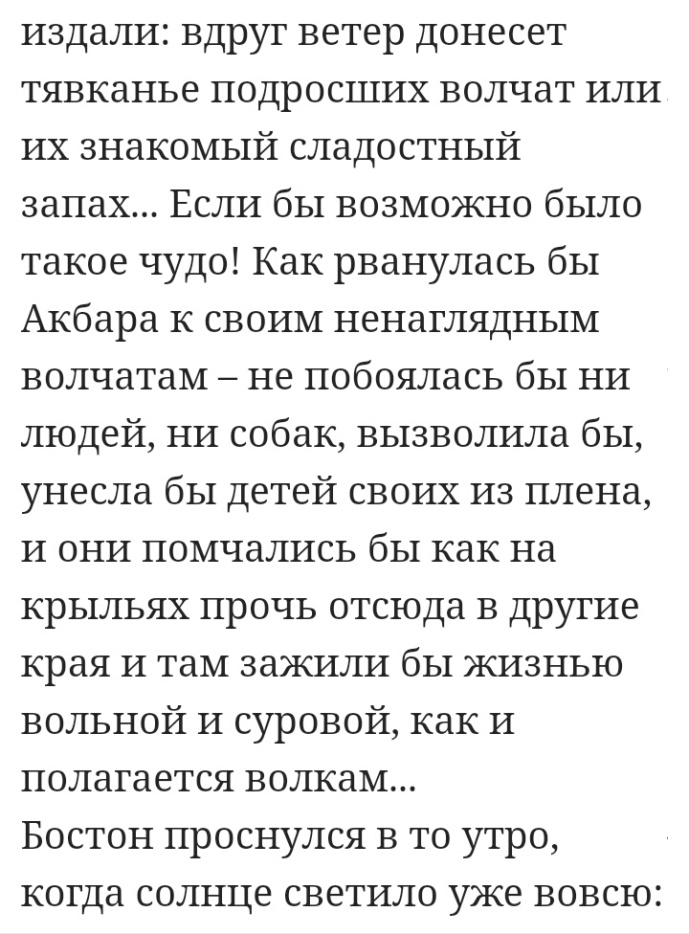 издали: вдруг ветер донесет
тявканье подросших волчат или
их знакомый сладостный
запах... Если бы возможно было
такое чудо! Как рванулась бы
Акбара к своим ненаглядным
волчатам – не побоялась бы ни
людей, ни собак, вызволила бы,
унесла бы детей своих из плена,
и они помчались бы как на
крыльях прочь отсюда в другие
края и там зажили бы жизнью
вольной и суровой, как и
полагается волкам...
Бостон проснулся в то утро,
когда солнце светило уже вовсю: